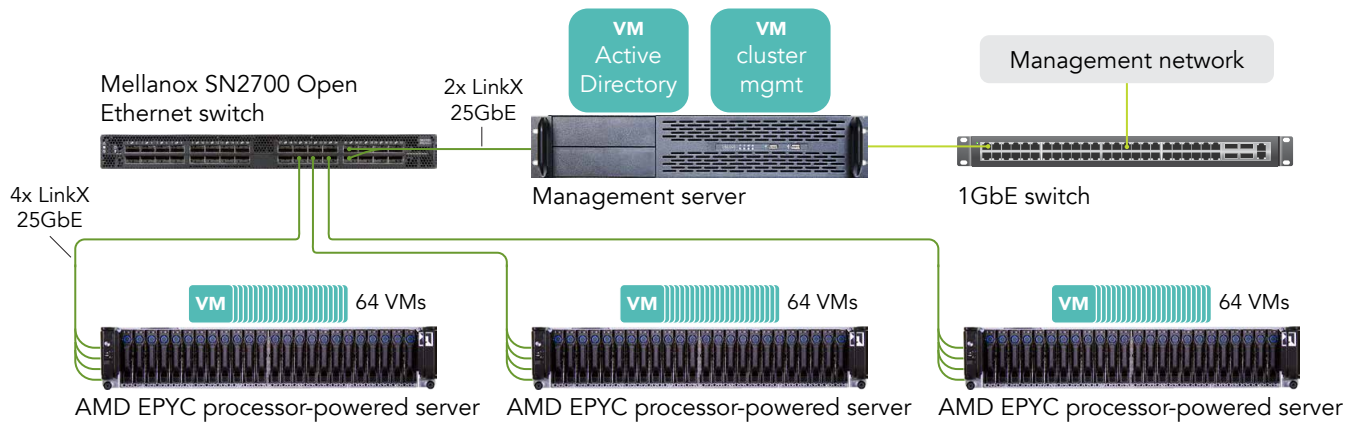 VM
Active
Directory
VM
cluster
mgmt
Management network
Mellanox SN2700 Open
Ethernet switch
2x LinkX
25GbE
Management server
1GbE switch
4x LinkX
25GbE
VM
64 VMs
VM
64 VMs
VM
64 VMs
AMD EPYC processor-powered server
AMD EPYC processor-powered server
AMD EPYC processor-powered server